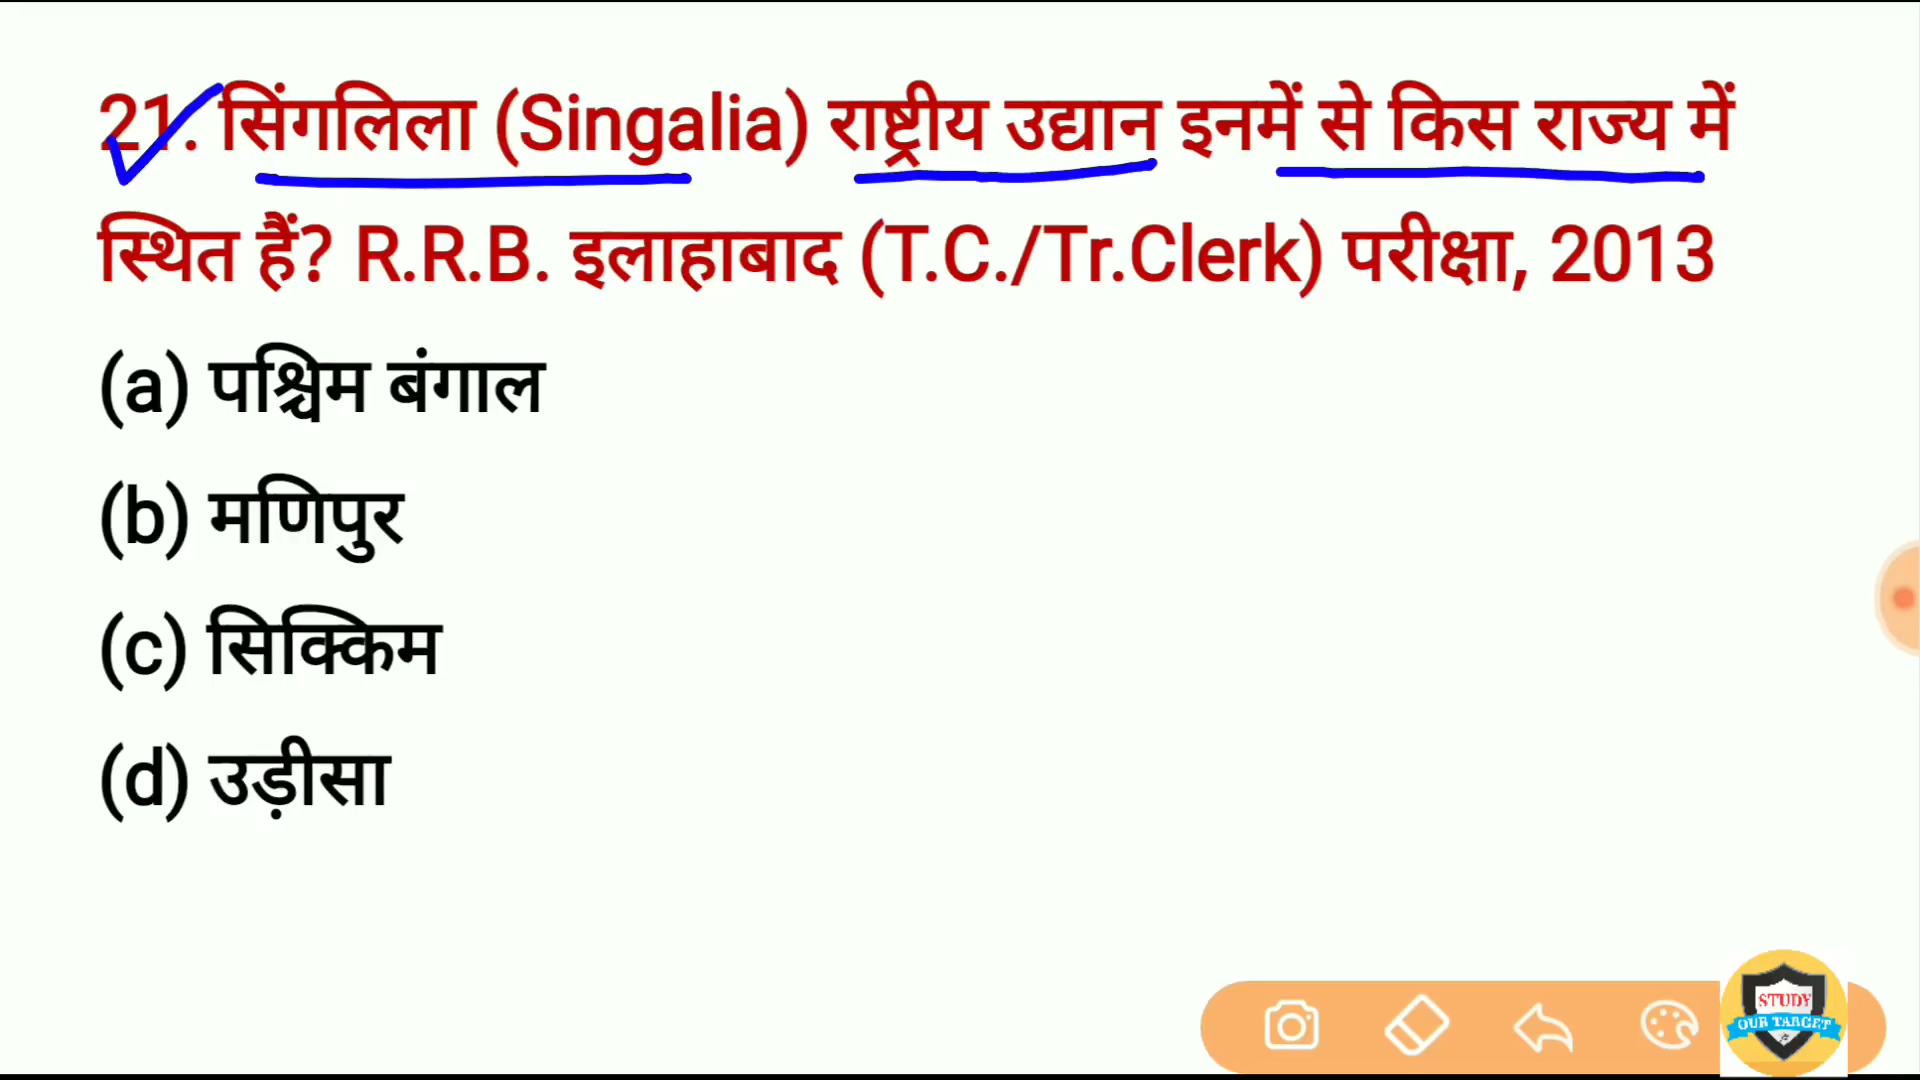 21. सिंगलिला (Singalia) राष्ट्रीय उद्यान इनमें से किस राज्य में
स्थित हैं? R.R.B. इलाहाबाद (T.C./Tr.Clerk) परीक्षा, 2013
(a) पश्चिम बंगाल
(b) मणिपुर
(c) सिक्किम
(d) उड़ीसा
STUDY
OUR TARGET